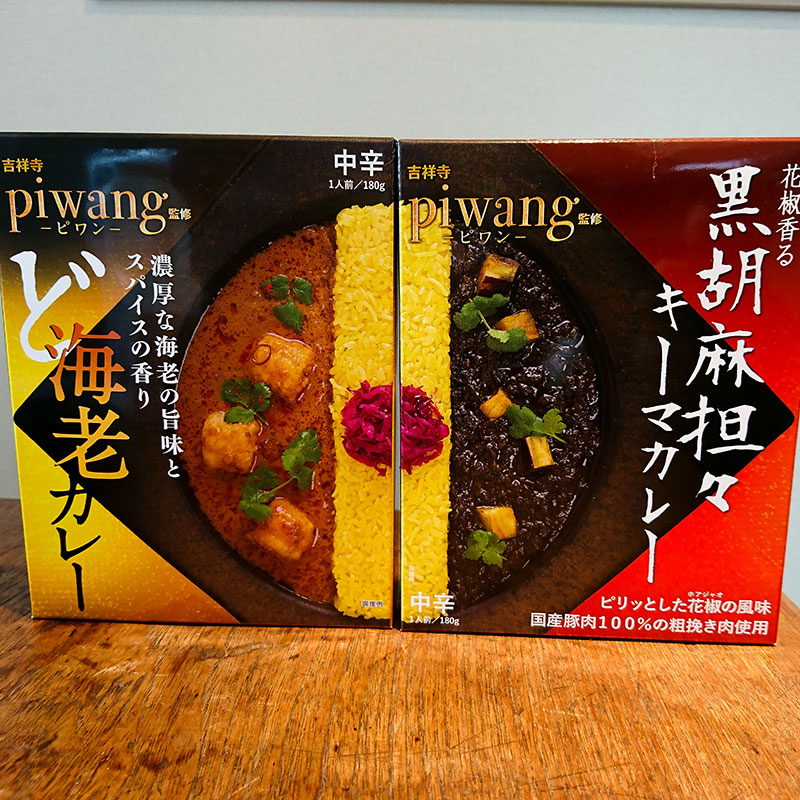 吉祥寺
piwang監修
–ピワン–
中辛
1人前／180g
濃厚な海老の旨味と
スパイスの香り
ど海老カレー
調理例
吉祥寺
piwang監修
–ピワン–
花椒香る
黒胡麻担々
キーマカレー
中辛
1人前／180g
ホアジャオ
ピリッとした花椒の風味
国産豚肉100%の粗挽き肉使用